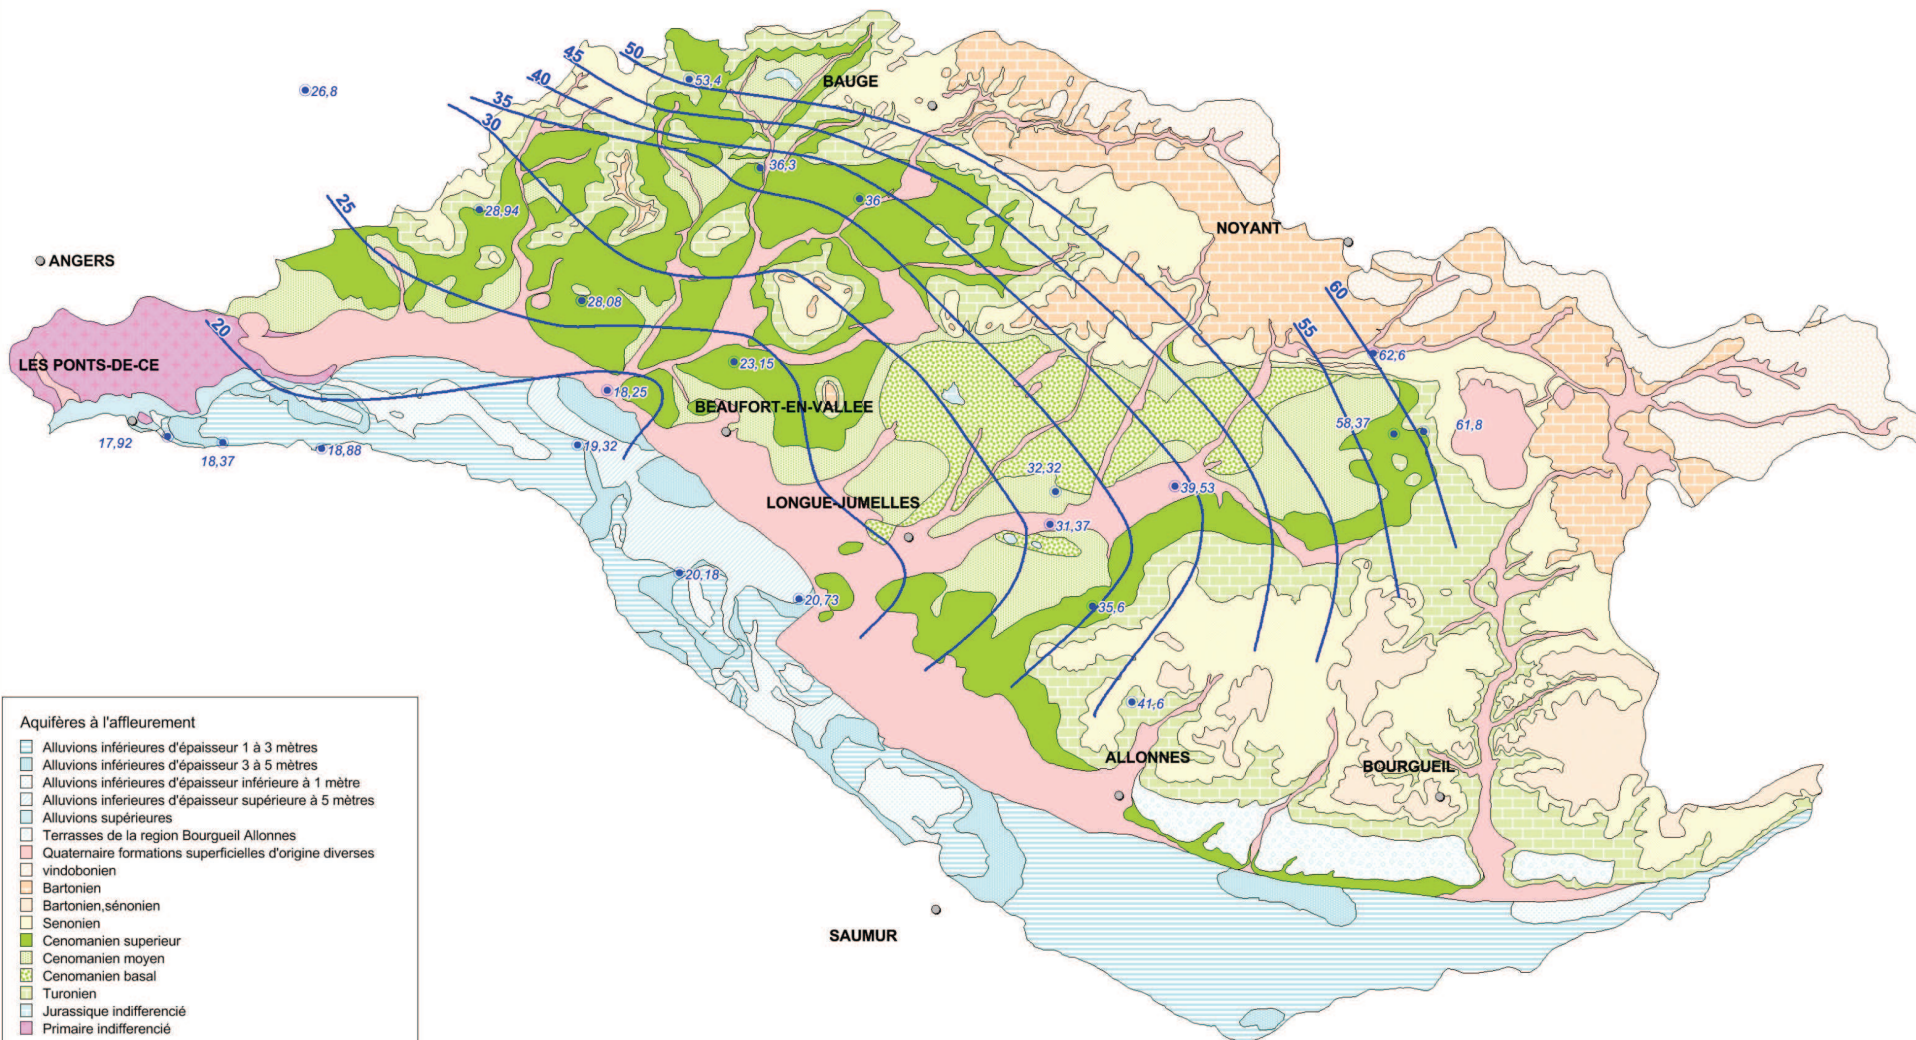 50
45
53,4
BAUGE
40
26,8
35
30
36,3
36
25
28,94
NOYANT
ANGERS
60
28,08
20
55
62,6
LES PONTS-DE-CE
23,15
18,25
BEAUFORT-EN-VALLEE
58,37
61,8
17,92
18,37
18,88
19,32
32,32
39,53
LONGUE-JUMELLES
31,37
20,18
20,73
35,6
41,6
ALLONNES
BOURGUEIL
SAUMUR
Aquifères à l'affleurement
Alluvions inférieures d'épaisseur 1 à 3 mètres
Alluvions inférieures d'épaisseur 3 à 5 mètres
Alluvions inférieures d'épaisseur inférieure à 1 mètre
Alluvions inferieures d'épaisseur supérieure à 5 mètres
Alluvions supérieures
Terrasses de la region Bourgueil Allonnes
Quaternaire formations superficielles d'origine diverses
vindobonien
Bartonien
Bartonien,sénonien
Senonien
Cenomanien superieur
Cenomanien moyen
Cenomanien basal
Turonien
Jurassique indifferencié
Primaire indifferencié